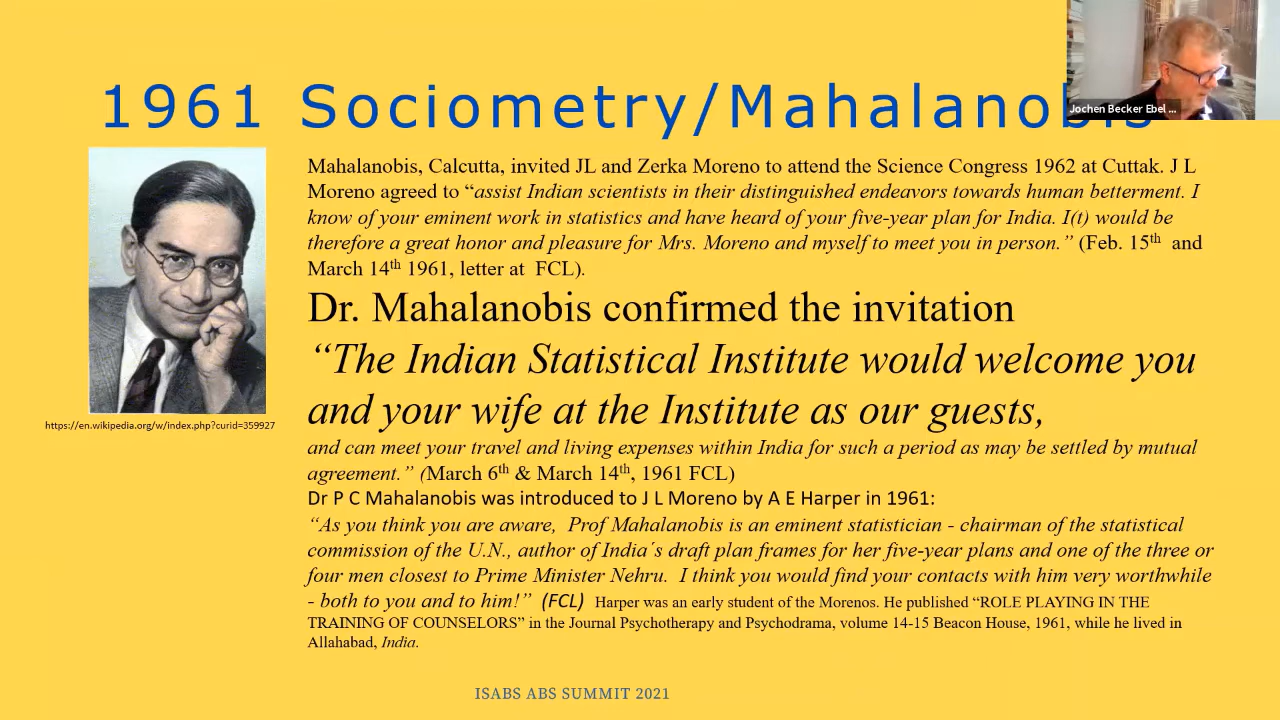 1961 Sociometry/Mahalanobis
Jochen Becker Ebel ...
Mahalanobis, Calcutta, invited JL and Zerka Moreno to attend the Science Congress 1962 at Cuttak. J L
Moreno agreed to “assist Indian scientists in their distinguished endeavors towards human betterment. I
know of your eminent work in statistics and have heard of your five-year plan for India. I(t) would be
therefore a great honor and pleasure for Mrs. Moreno and myself to meet you in person.” (Feb. 15th and
March 14th 1961, letter at FCL).
Dr. Mahalanobis confirmed the invitation
“The Indian Statistical Institute would welcome you
and your wife at the Institute as our guests,
https://en.wikipedia.org/w/index.php?curid=359927
and can meet your travel and living expenses within India for such a period as may be settled by mutual
agreement.” (March 6th & March 14th, 1961 FCL)
Dr P C Mahalanobis was introduced to J L Moreno by A E Harper in 1961:
“As you think you are aware, Prof Mahalanobis is an eminent statistician - chairman of the statistical
commission of the U.N., author of India´s draft plan frames for her five-year plans and one of the three or
four men closest to Prime Minister Nehru. I think you would find your contacts with him very worthwhile
- both to you and to him!” (FCL) Harper was an early student of the Morenos. He published “ROLE PLAYING IN THE
TRAINING OF COUNSELORS” in the Journal Psychotherapy and Psychodrama, volume 14-15 Beacon House, 1961, while he lived in
Allahabad, India.
ISABS ABS SUMMIT 2021